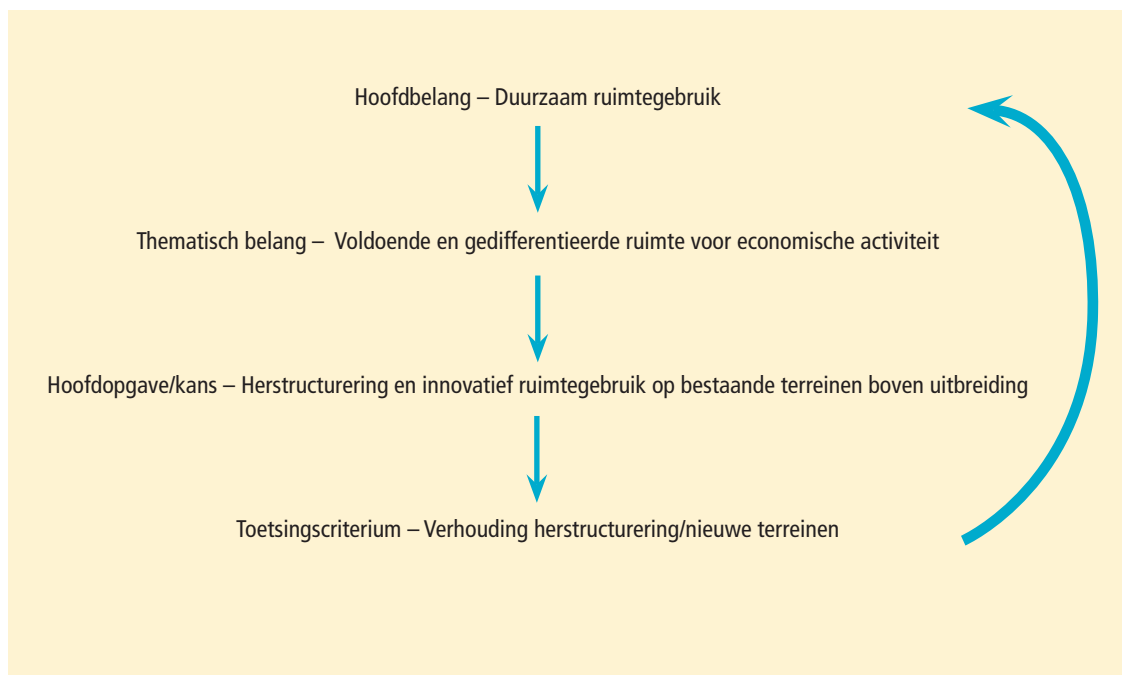 Hoofdbelang – Duurzaam ruimtegebruik
Thematisch belang – Voldoende en gedifferentieerde ruimte voor economische activiteit
Hoofdopgave/kans – Herstructurering en innovatief ruimtegebruik op bestaande terreinen boven uitbreiding
Toetsingscriterium – Verhouding herstructurering/nieuwe terreinen